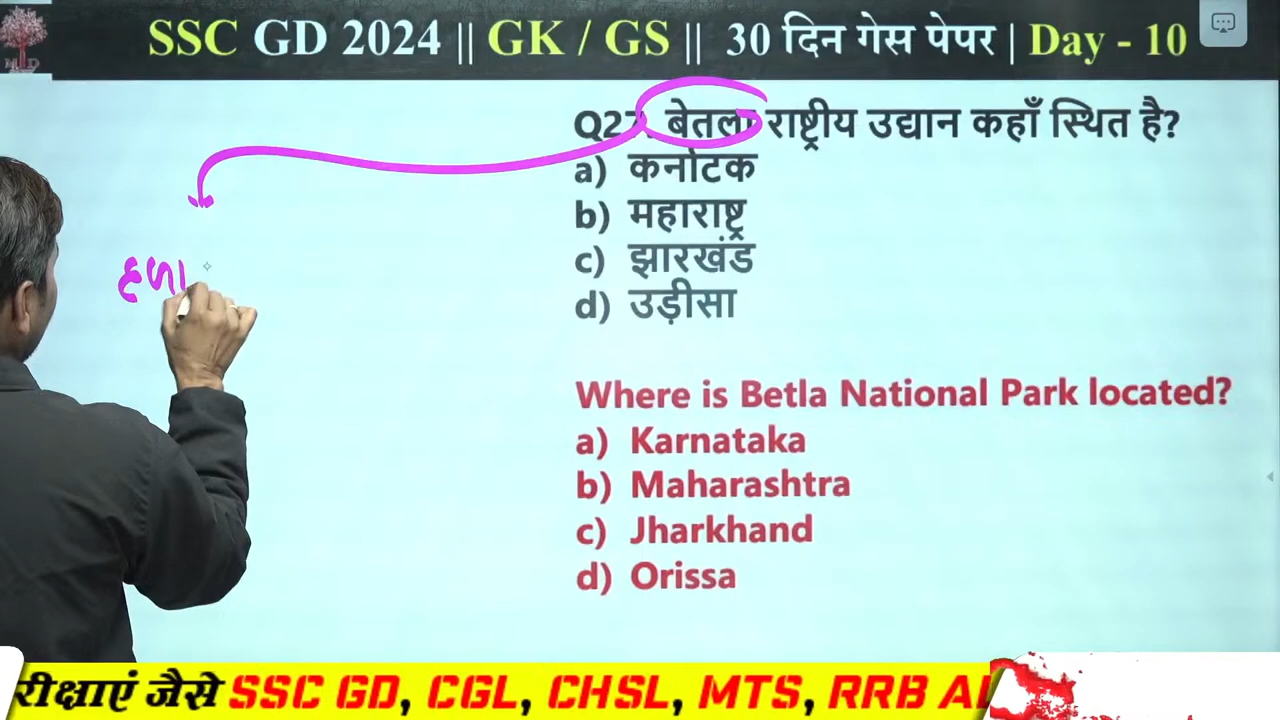 SSC GD 2024 || GK / GS || 30 दिन गेस पेपर | Day - 10
बेतला राष्ट्रीय उद्यान कहाँ स्थित है?
a) कर्नाटक
b) महाराष्ट्र
c) झारखंड
d) उड़ीसा
Where is Betla National Park located?
a) Karnataka
b) Maharashtra
c) Jharkhand
d) Orissa
रीक्षाएं जैसे SSC GD, CGL, CHSL, MTS, RRB